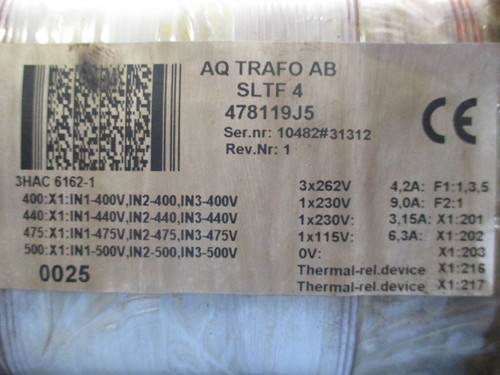 AQ TRAFO AB
SLTF 4
478119J5
Ser.nr: 10482#31312
Rev.Nr: 1
CE
3HAC 6162-1
400:X1:IN1-400V,IN2-400,IN3-400V
440:X1:IN1-440V,IN2-440,IN3-440V
475:X1:IN1-475V,IN2-475,IN3-475V
500:X1:IN1-500V,IN2-500,IN3-500V
0025
3x262V 4,2A: F1:1,3,5
1x230V 9,0A: F2:1
1x230V: 3,15A: X1:201
1x115V: 6,3A: X1:202
0V: X1:203
Thermal-rel.device X1:216
Thermal-rel.device X1:217